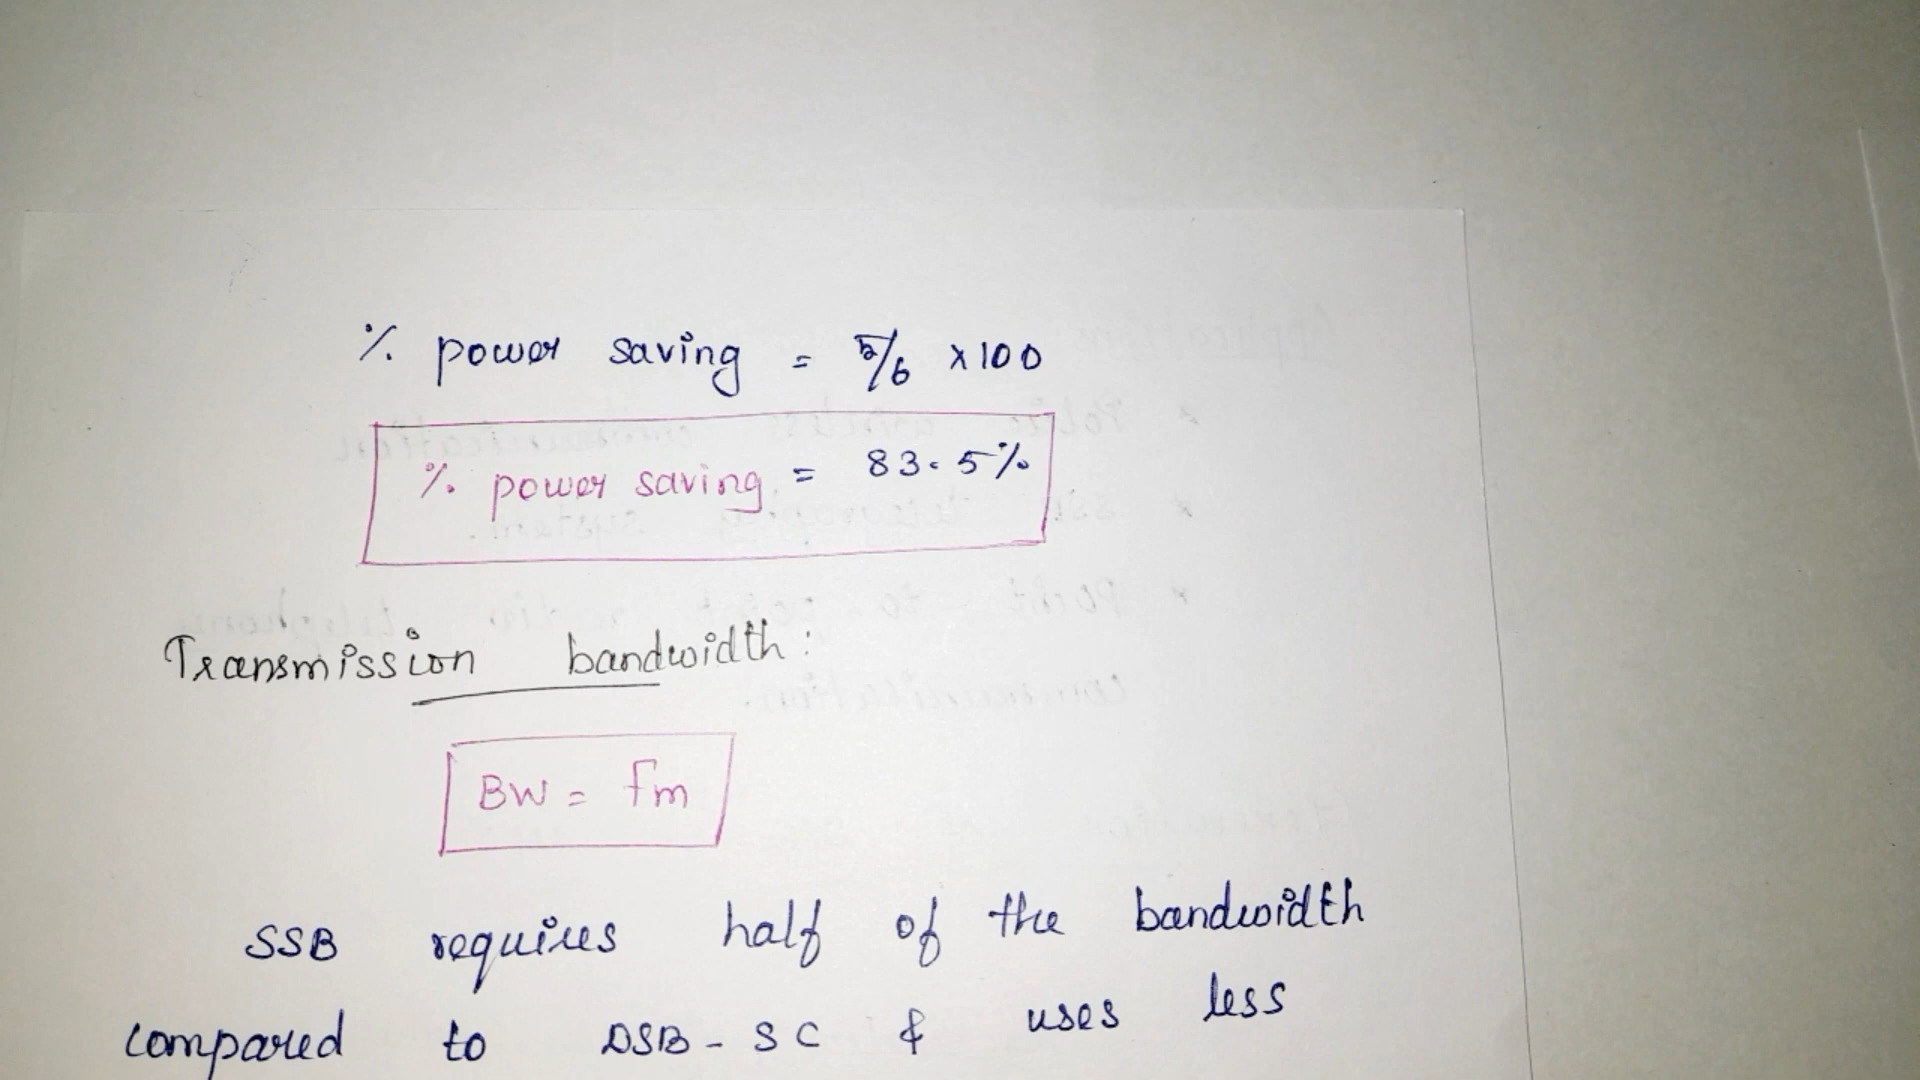 % power saving = 5/6 x 100
% power saving = 83.5%
Transmission bandwidth:
BW = fm
SSB requires half of the bandwidth
compared to DSB-SC & uses less